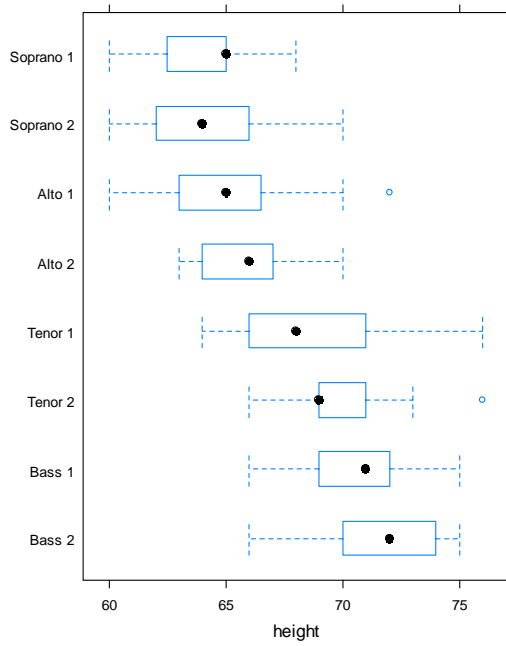 Soprano 1
Soprano 2
Alto 1
Alto 2
Tenor 1
Tenor 2
Bass 1
Bass 2
60 65 70 75
height